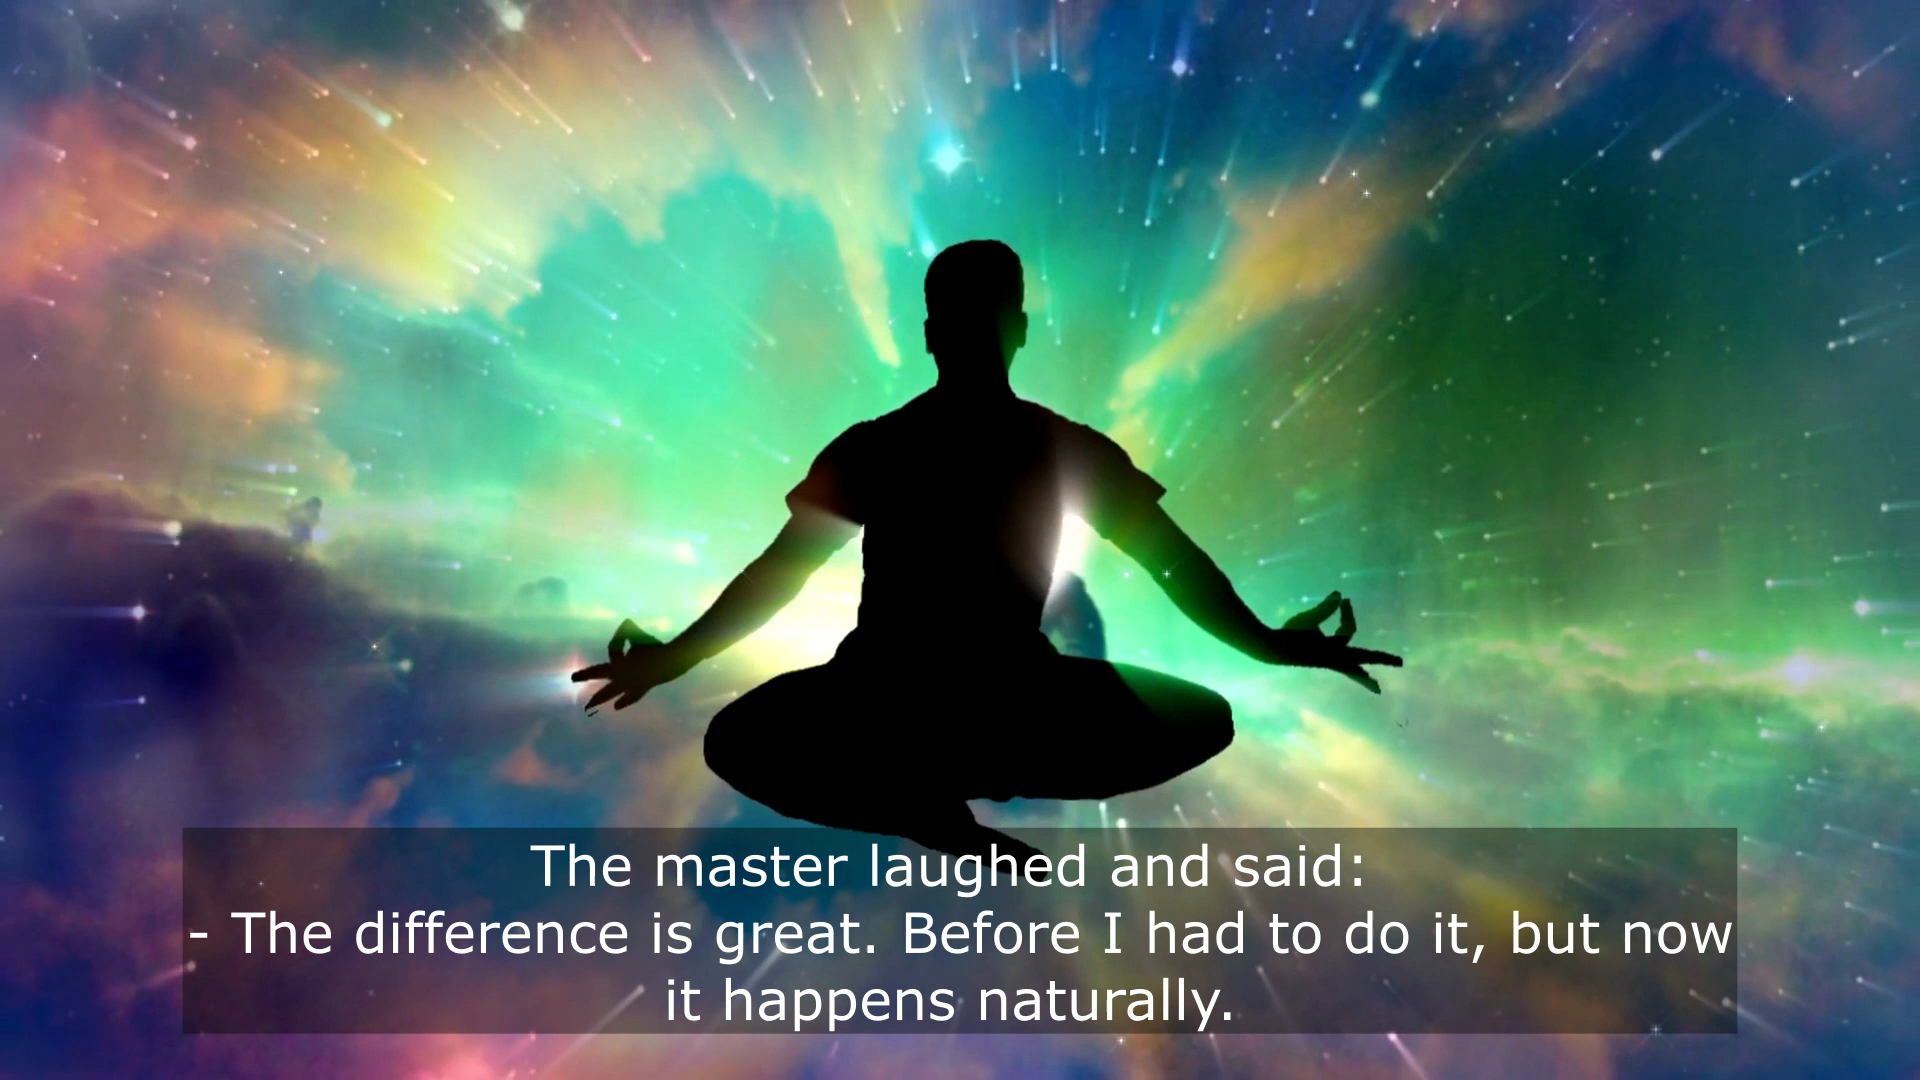 The master laughed and said:
- The difference is great. Before I had to do it, but now
it happens naturally.